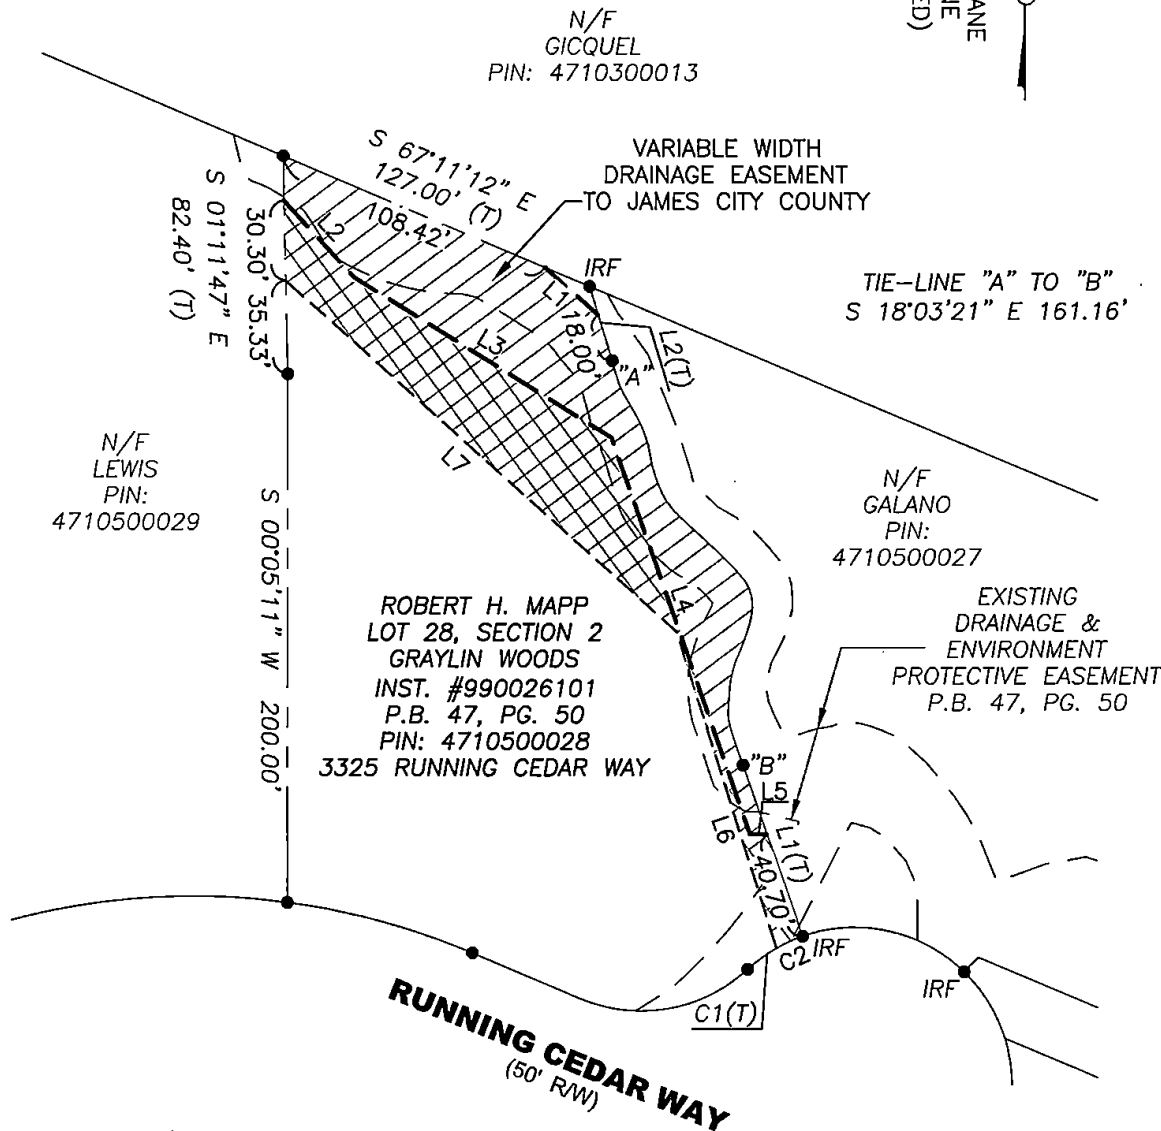 N/F
GICQUEL
PIN: 4710300013
ANE
NE
ED)
S 67°11'12" E
127.00' (T)
108.42'
VARIABLE WIDTH
DRAINAGE EASEMENT
TO JAMES CITY COUNTY
IRF
TIE-LINE "A" TO "B"
S 18°03'21" E 161.16'
S 01°11'47" E
82.40' (T)
30.30'
35.33'
L2
L1
18.00'
L2(T)
L3
"A"
L7
N/F
LEWIS
PIN:
4710500029
S 00°05'11" W 200.00'
N/F
GALANO
PIN:
4710500027
L4
ROBERT H. MAPP
LOT 28, SECTION 2
GRAYLIN WOODS
INST. #990026101
P.B. 47, PG. 50
PIN: 4710500028
3325 RUNNING CEDAR WAY
EXISTING
DRAINAGE &
ENVIRONMENT
PROTECTIVE EASEMENT
P.B. 47, PG. 50
"B"
L5
L6
L1(T)
40.70'
C2
IRF
IRF
C1(T)
RUNNING CEDAR WAY
(50' R/W)